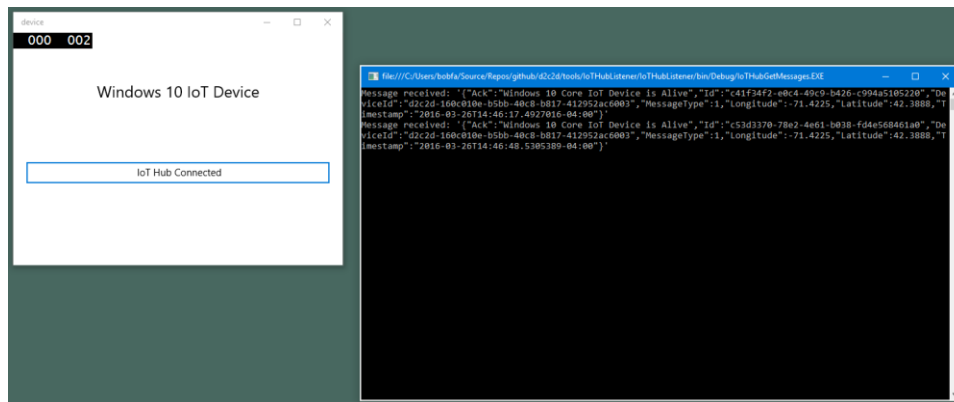 device
000 002
Windows 10 IoT Device
IoT Hub Connected
file:///C:/Users/bobfa/Source/Repos/github/d2c2d/tools/IoTHubListener/IoTHubListener/bin/Debug/IoTHubGetMessages.EXE
Message received: '{"Ack":"Windows 10 Core IoT Device is Alive","Id":"c41f34f2-e0c4-49c9-b426-c994a5105220","De
viceId":"d2c2d-160c010e-b5bb-40c8-b817-412952ac6003","MessageType":1,"Longitude":-71.4225,"Latitude":42.3888,"T
imestamp":"2016-03-26T14:46:17.4927016-04:00"}'
Message received: '{"Ack":"Windows 10 Core IoT Device is Alive","Id":"c53d3370-78e2-4e61-b038-fd4e568461a0","De
viceId":"d2c2d-160c010e-b5bb-40c8-b817-412952ac6003","MessageType":1,"Longitude":-71.4225,"Latitude":42.3888,"T
imestamp":"2016-03-26T14:46:48.5305389-04:00"}'